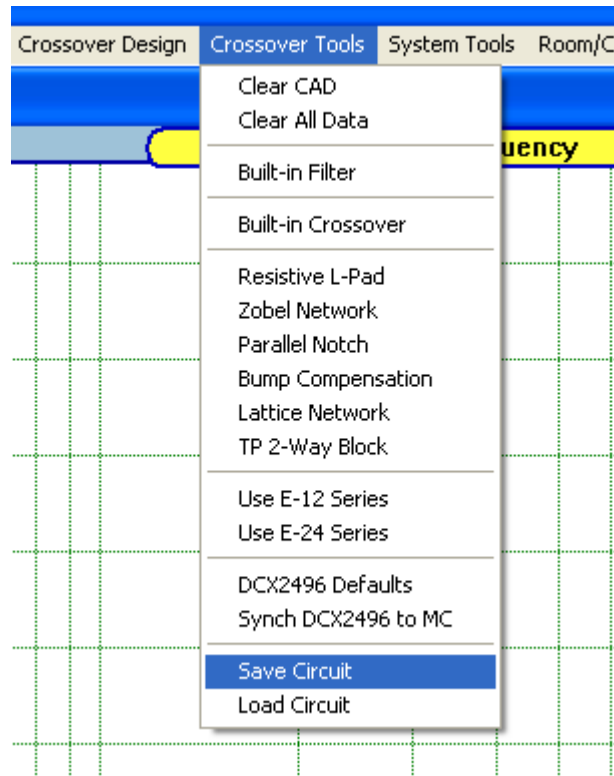 Crossover Design Crossover Tools System Tools Room/C
Clear CAD
Clear All Data
uency
Built-in Filter
Built-in Crossover
Resistive L-Pad
Zobel Network
Parallel Notch
Bump Compensation
Lattice Network
TP 2-Way Block
Use E-12 Series
Use E-24 Series
DCX2496 Defaults
Synch DCX2496 to MC
Save Circuit
Load Circuit